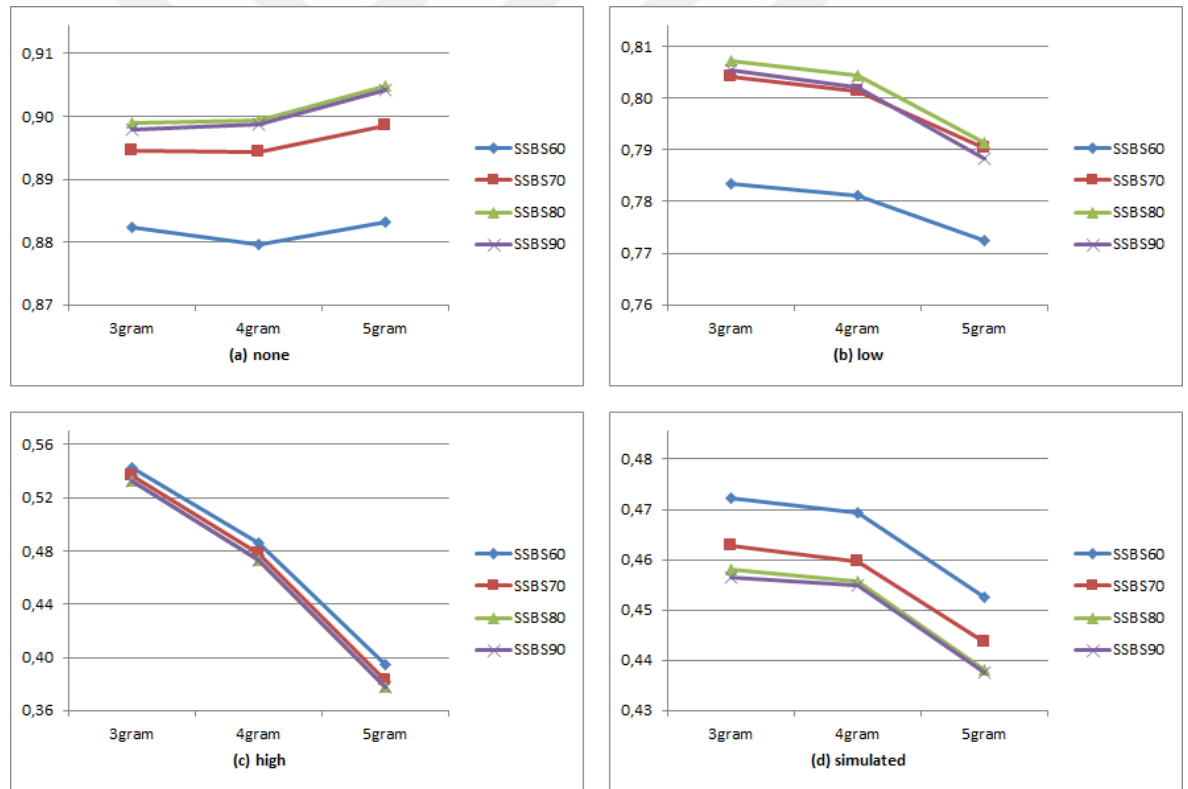 0,91
0,90
0,89
0,88
0,87
3gram 4gram 5gram
(a) none
SSBS60
SSBS70
SSBS80
SSBS90
0,81
0,80
0,79
0,78
0,77
0,76
3gram 4gram 5gram
(b) low
SSBS60
SSBS70
SSBS80
SSBS90
0,56
0,52
0,48
0,44
0,40
0,36
3gram 4gram 5gram
(c) high
SSBS60
SSBS70
SSBS80
SSBS90
0,48
0,47
0,46
0,45
0,44
0,43
3gram 4gram 5gram
(d) simulated
SSBS60
SSBS70
SSBS80
SSBS90